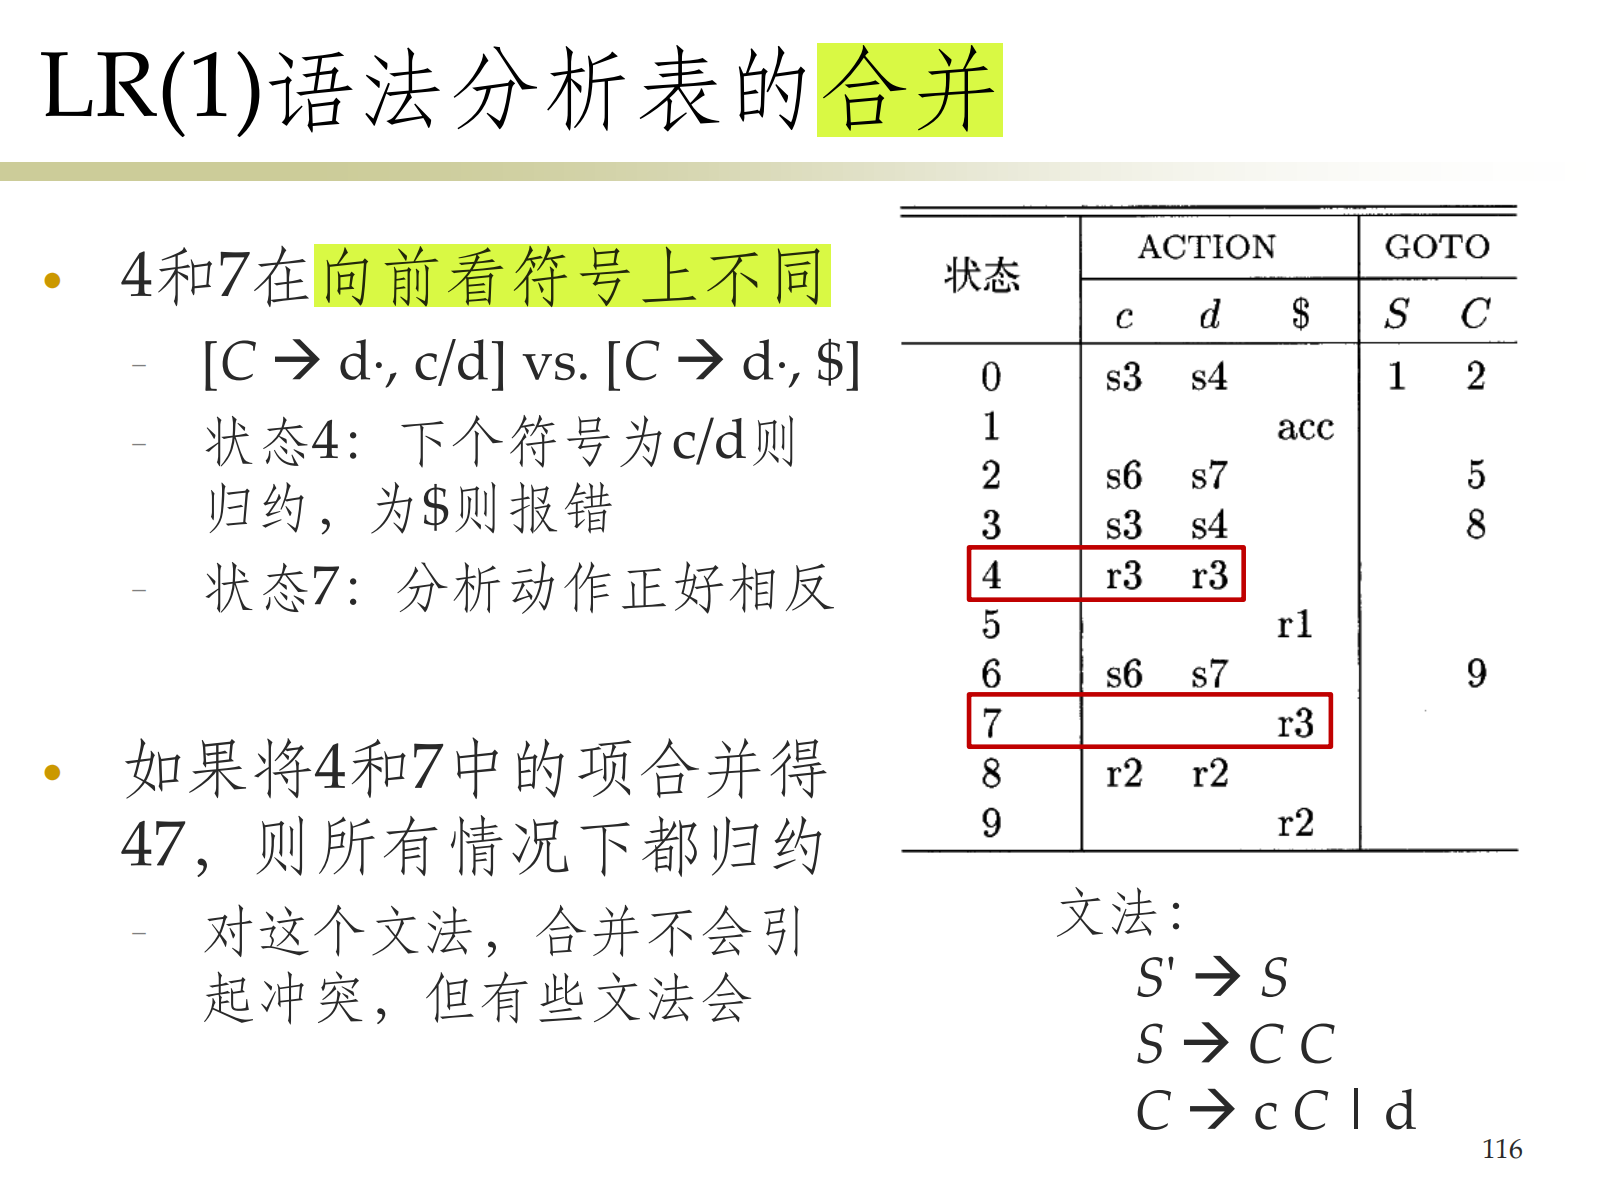 LR(1)语法分析表的合并
• 4和7在向前看符号上不同
– [C → d·, c/d] vs. [C → d·, $]
– 状态4：下个符号为c/d则
归约，为$则报错
– 状态7：分析动作正好相反
• 如果将4和7中的项合并得
47，则所有情况下都归约
– 对这个文法，合并不会引
起冲突，但有些文法会
状态 ACTION GOTO
c d $ S C
0 s3 s4 1 2
1 acc
2 s6 s7 5
3 s3 s4 8
4 r3 r3
5 r1
6 s6 s7 9
7 r3
8 r2 r2
9 r2
文法：
S' → S
S → C C
C → c C | d
116